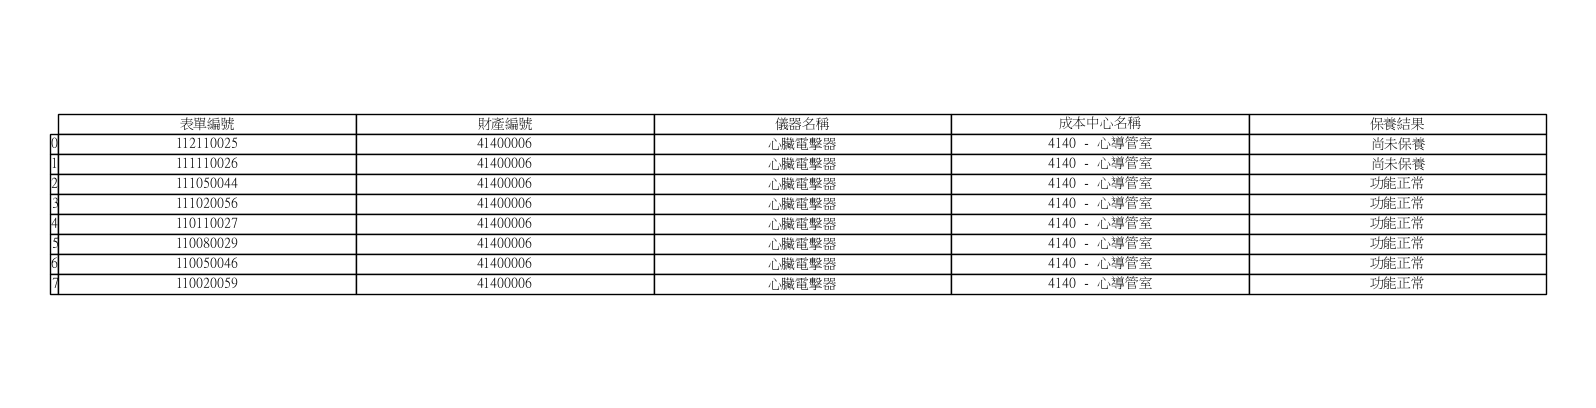 表單編號 財產編號 儀器名稱 成本中心名稱 保養結果
0 112110025 41400006 心臟電擊器 4140 - 心導管室 尚未保養
1 111110026 41400006 心臟電擊器 4140 - 心導管室 尚未保養
2 111050044 41400006 心臟電擊器 4140 - 心導管室 功能正常
3 111020056 41400006 心臟電擊器 4140 - 心導管室 功能正常
4 110110027 41400006 心臟電擊器 4140 - 心導管室 功能正常
5 110080029 41400006 心臟電擊器 4140 - 心導管室 功能正常
6 110050046 41400006 心臟電擊器 4140 - 心導管室 功能正常
7 110020059 41400006 心臟電擊器 4140 - 心導管室 功能正常